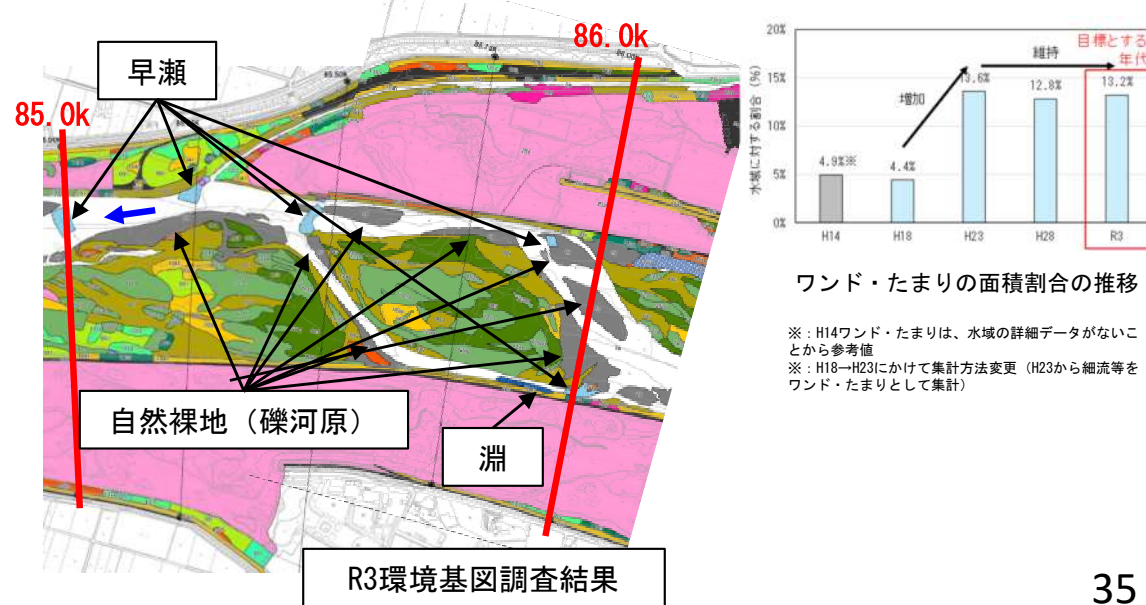 早瀬
85.0k
86.0k
自然裸地（礫河原）
淵
R3環境基図調査結果
20%
15%
10%
5%
0%
水域に対する割合（%）
4.9%※
4.4%
13.6%
12.8%
13.2%
増加
維持
目標とする
年代
H14
H18
H23
H28
R3
ワンド・たまりの面積割合の推移
※：H14ワンド・たまりは、水域の詳細データがないこ
とから参考値
※：H18→H23にかけて集計方法変更（H23から細流等を
ワンド・たまりとして集計）
35